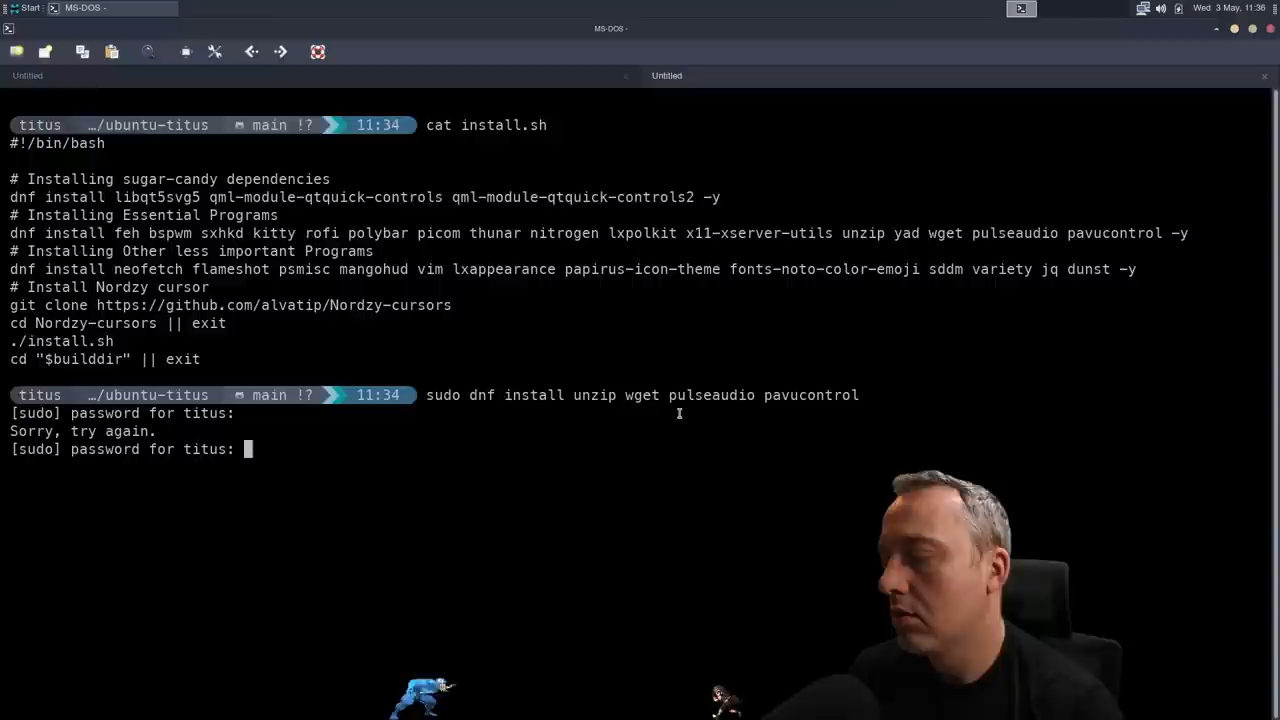 Start MS-DOS - Wed 3 May, 11:36
MS-DOS -
Untitled Untitled
titus …/ubuntu-titus main !? 11:34 cat install.sh
#!/bin/bash
# Installing sugar-candy dependencies
dnf install libqt5svg5 qml-module-qtquick-controls qml-module-qtquick-controls2 -y
# Installing Essential Programs
dnf install feh bspwm sxhkd kitty rofi polybar picom thunar nitrogen lxpolkit x11-xserver-utils unzip yad wget pulseaudio pavucontrol -y
# Installing Other less important Programs
dnf install neofetch flameshot psmisc mangohud vim lxappearance papirus-icon-theme fonts-noto-color-emoji sddm variety jq dunst -y
# Install Nordzy cursor
git clone https://github.com/alvatip/Nordzy-cursors
cd Nordzy-cursors || exit
./install.sh
cd "$builddir" || exit
titus …/ubuntu-titus main !? 11:34 sudo dnf install unzip wget pulseaudio pavucontrol
[sudo] password for titus:
Sorry, try again.
[sudo] password for titus: